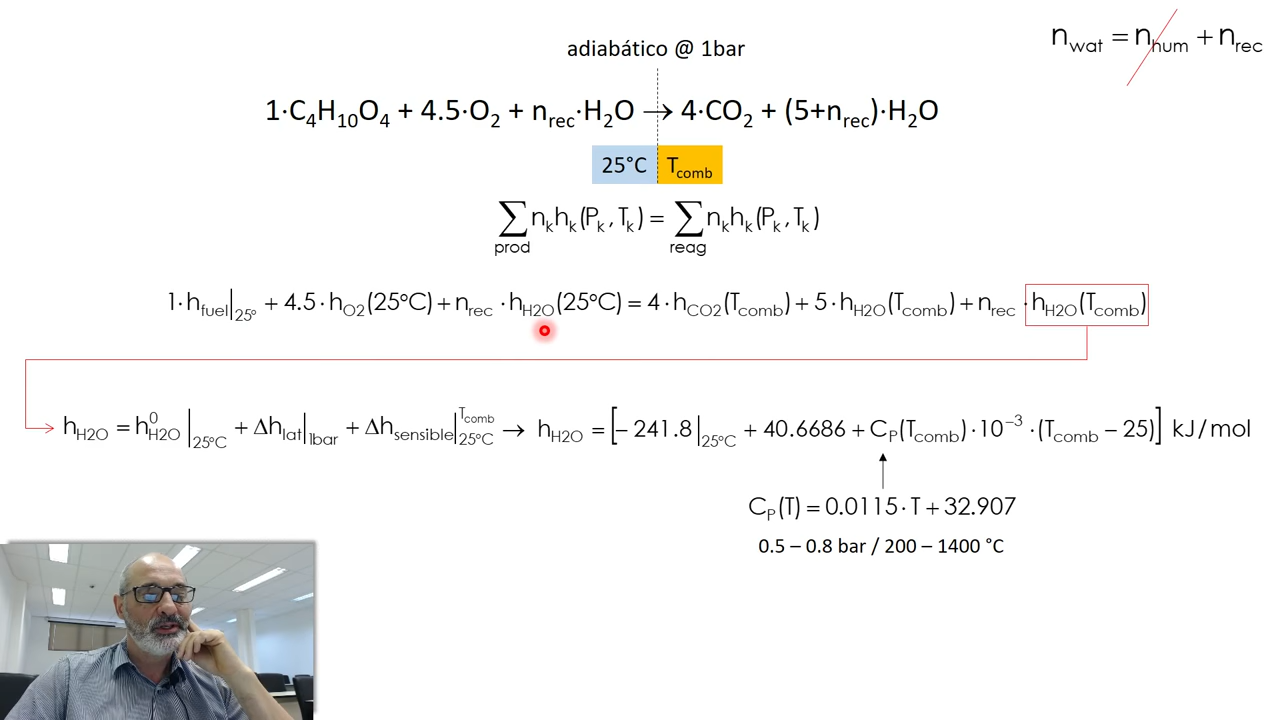 n_wat = n_hum + n_rec
adiabático @ 1bar
1·C₄H₁₀O₄ + 4.5·O₂ + n_rec·H₂O → 4·CO₂ + (5+n_rec)·H₂O
25°C T_comb
∑ n_k h_k (P_k , T_k) = ∑ n_k h_k (P_k , T_k)
prod reag
1·h_fuel|25° + 4.5·h_O2(25°C) + n_rec ·h_H2O(25°C) = 4·h_CO2(T_comb) + 5·h_H2O(T_comb) + n_rec ·h_H2O(T_comb)
h_H2O = h⁰_H2O|25°C + Δh_lat|1bar + Δh_sensible|25°C^T_comb → h_H2O = [− 241.8|25°C + 40.6686 + C_P(T_comb)·10⁻³·(T_comb − 25)] kJ/mol
C_P(T) = 0.0115·T + 32.907
0.5 – 0.8 bar / 200 – 1400 °C